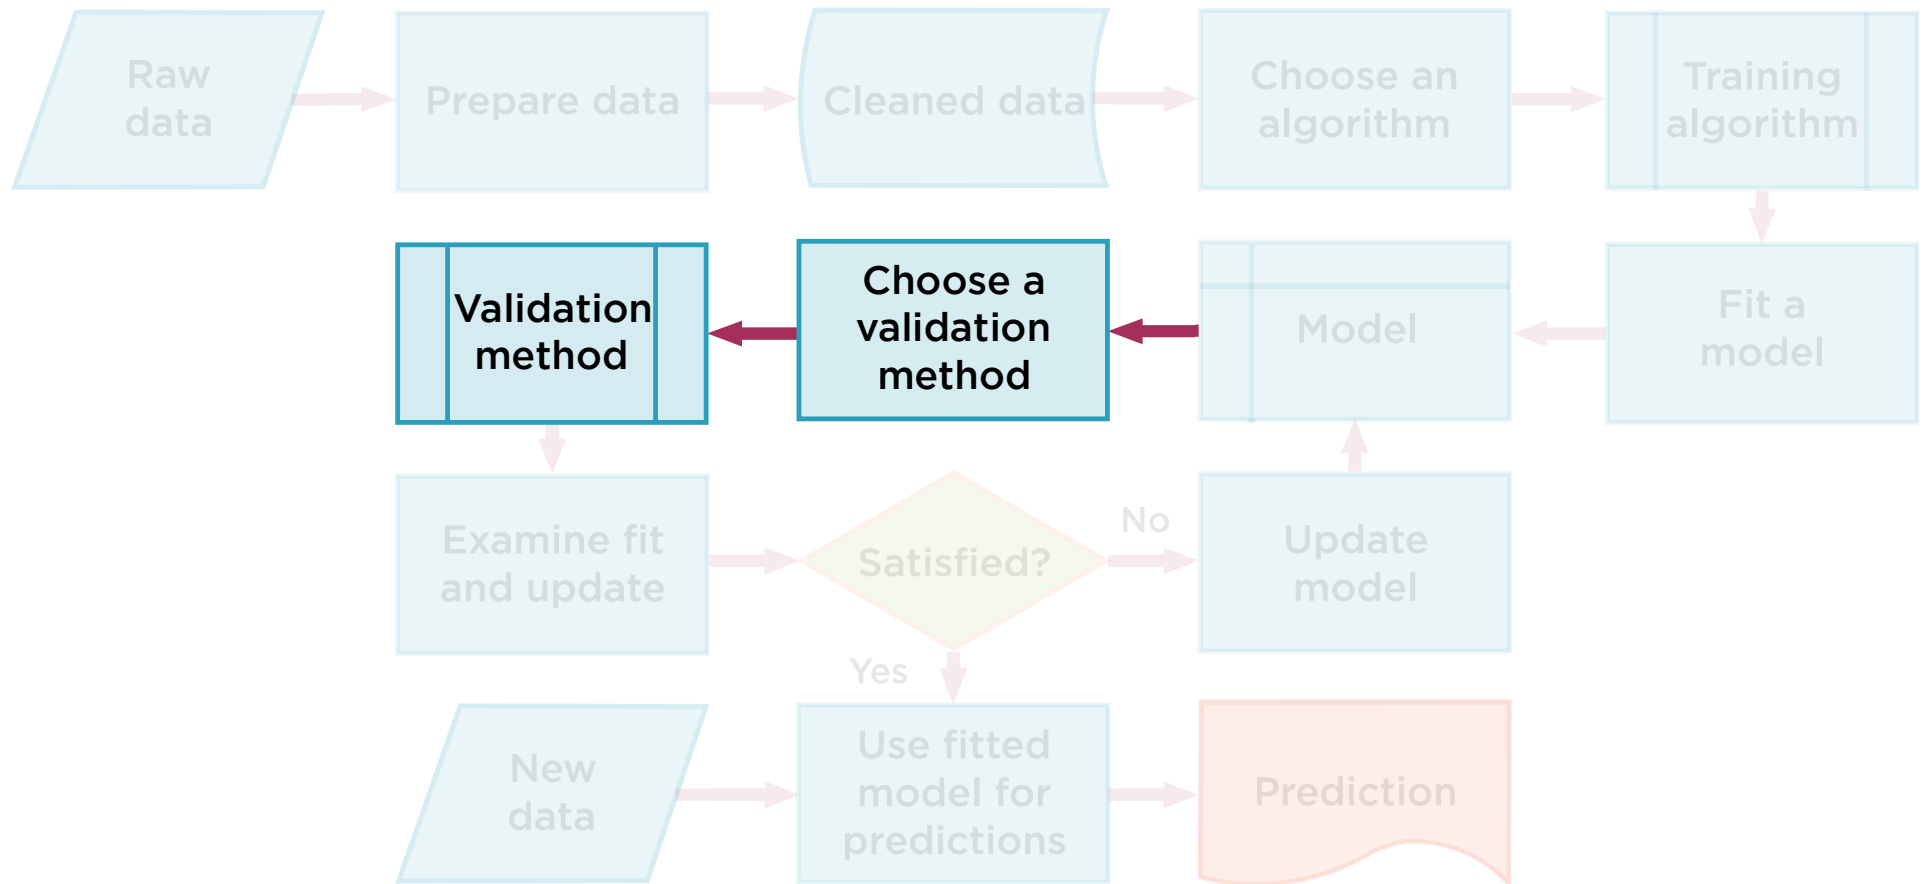 Raw
data
Prepare data
Cleaned data
Choose an
algorithm
Training
algorithm
Validation
method
Choose a
validation
method
Model
Fit a
model
Examine fit
and update
Satisfied?
No
Update
model
Yes
New
data
Use fitted
model for
predictions
Prediction